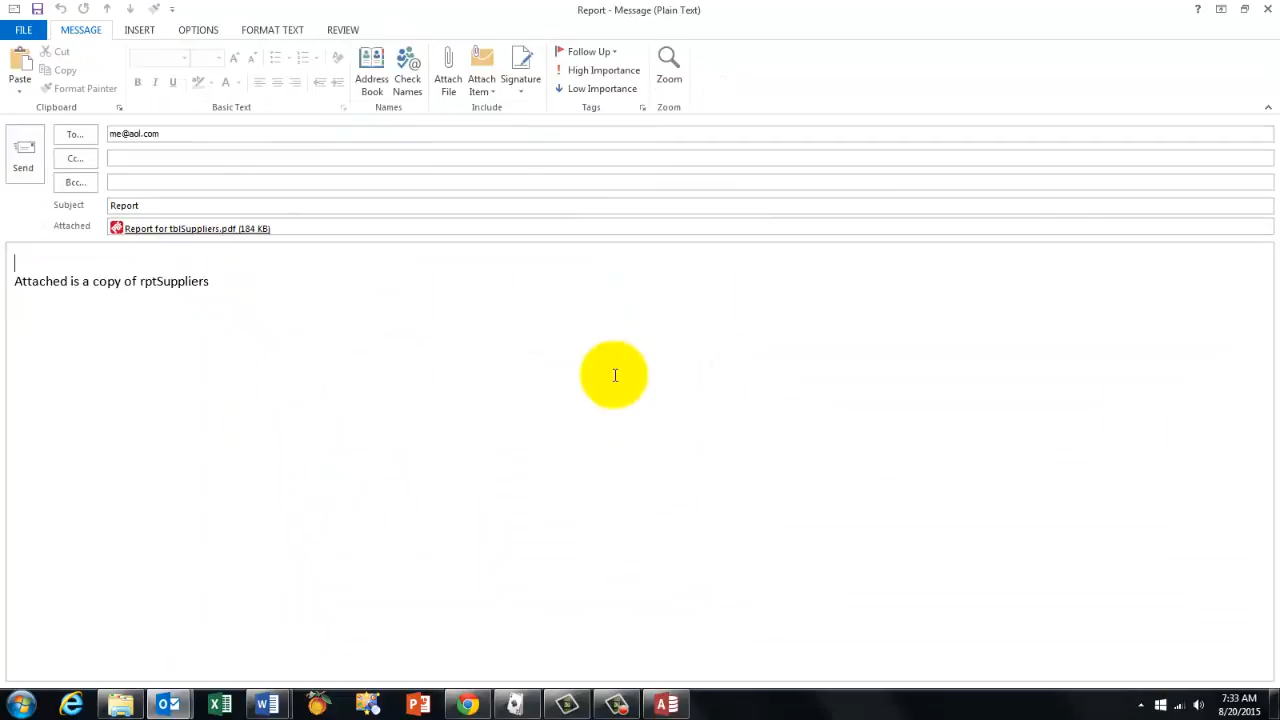 Report - Message (Plain Text)
FILE
MESSAGE
INSERT
OPTIONS
FORMAT TEXT
REVIEW
Paste
Cut
Copy
Format Painter
Clipboard
B I U
A
Basic Text
Address Book
Check Names
Names
Attach File
Attach Item
Signature
Include
Follow Up
High Importance
Low Importance
Tags
Zoom
Zoom
Send
To... me@aol.com
Cc...
Bcc...
Subject Report
Attached Report for tblSuppliers.pdf (184 KB)
Attached is a copy of rptSuppliers
7:33 AM
8/20/2015